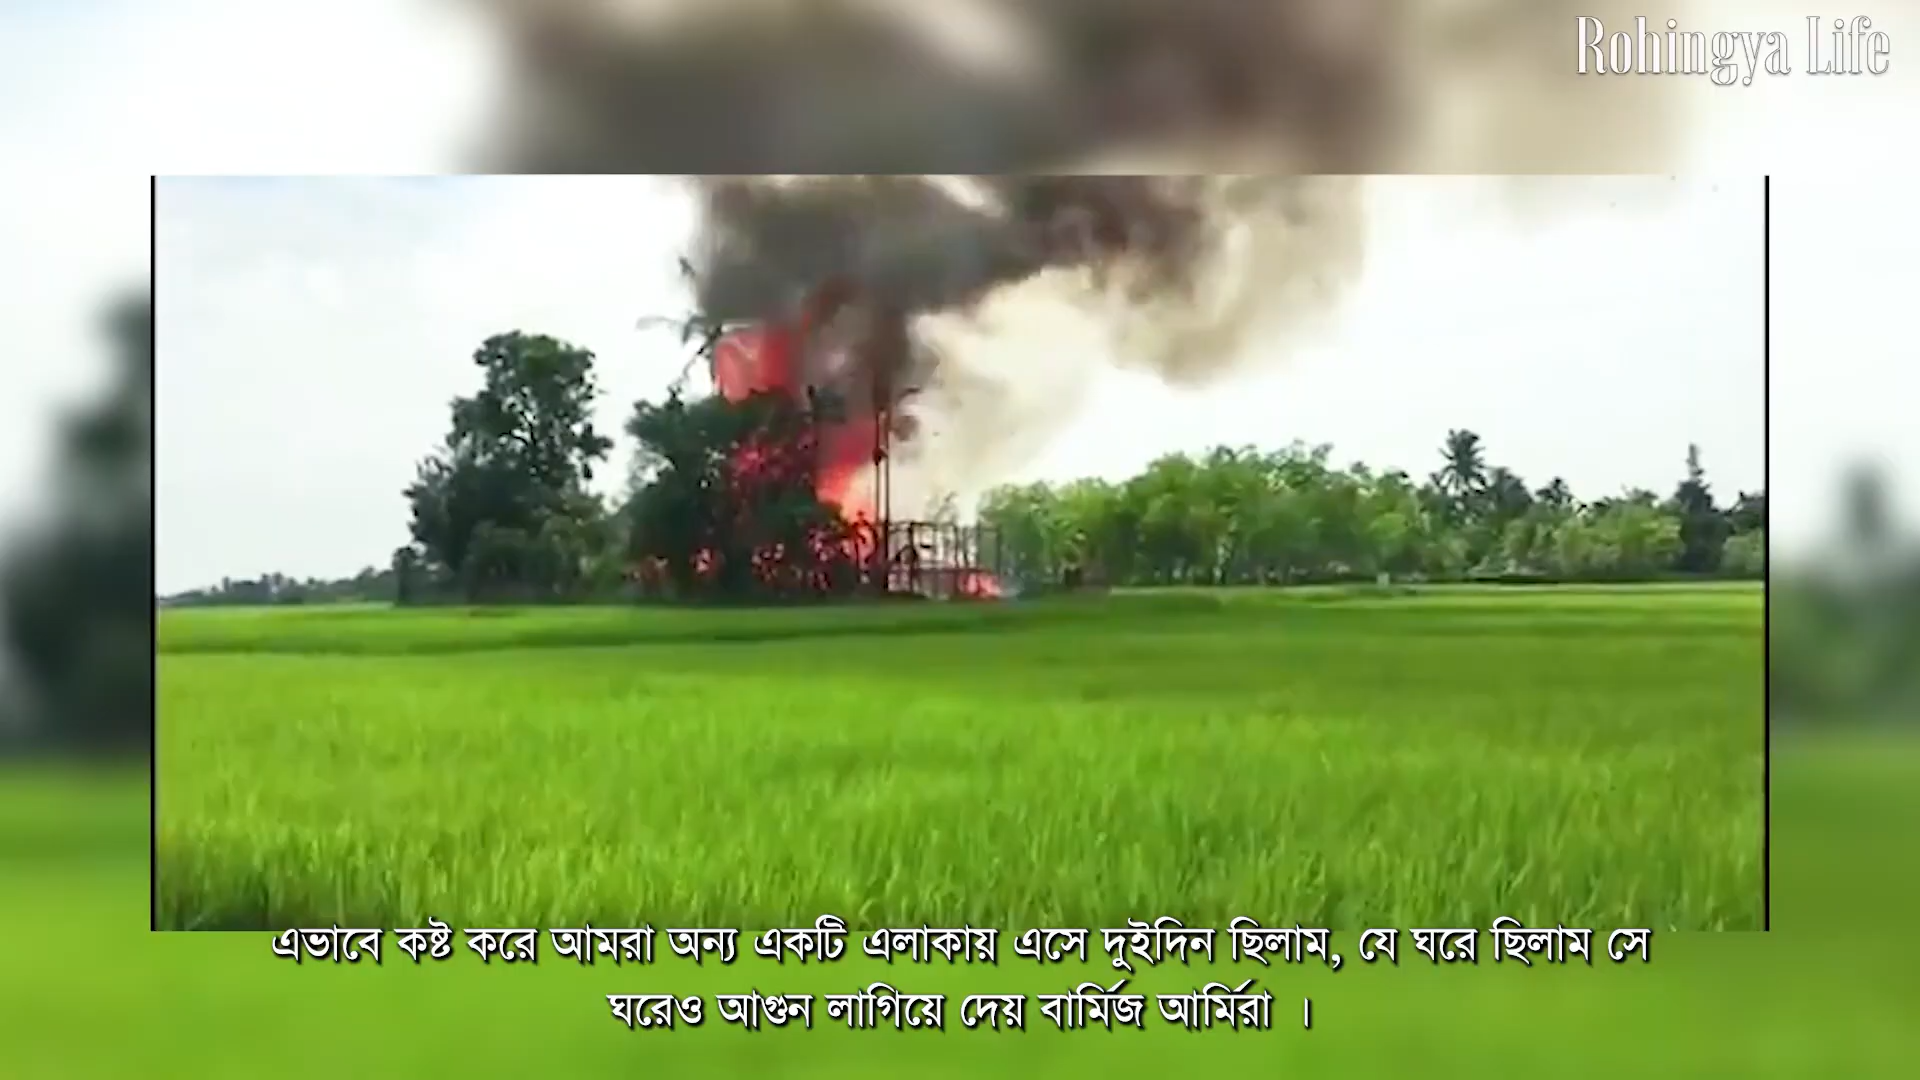 Rohingya Life
এভাবে কষ্ট করে আমরা অন্য একটি এলাকায় এসে দুইদিন ছিলাম, যে ঘরে ছিলাম সে
ঘরেও আগুন লাগিয়ে দেয় বার্মিজ আর্মিরা ।